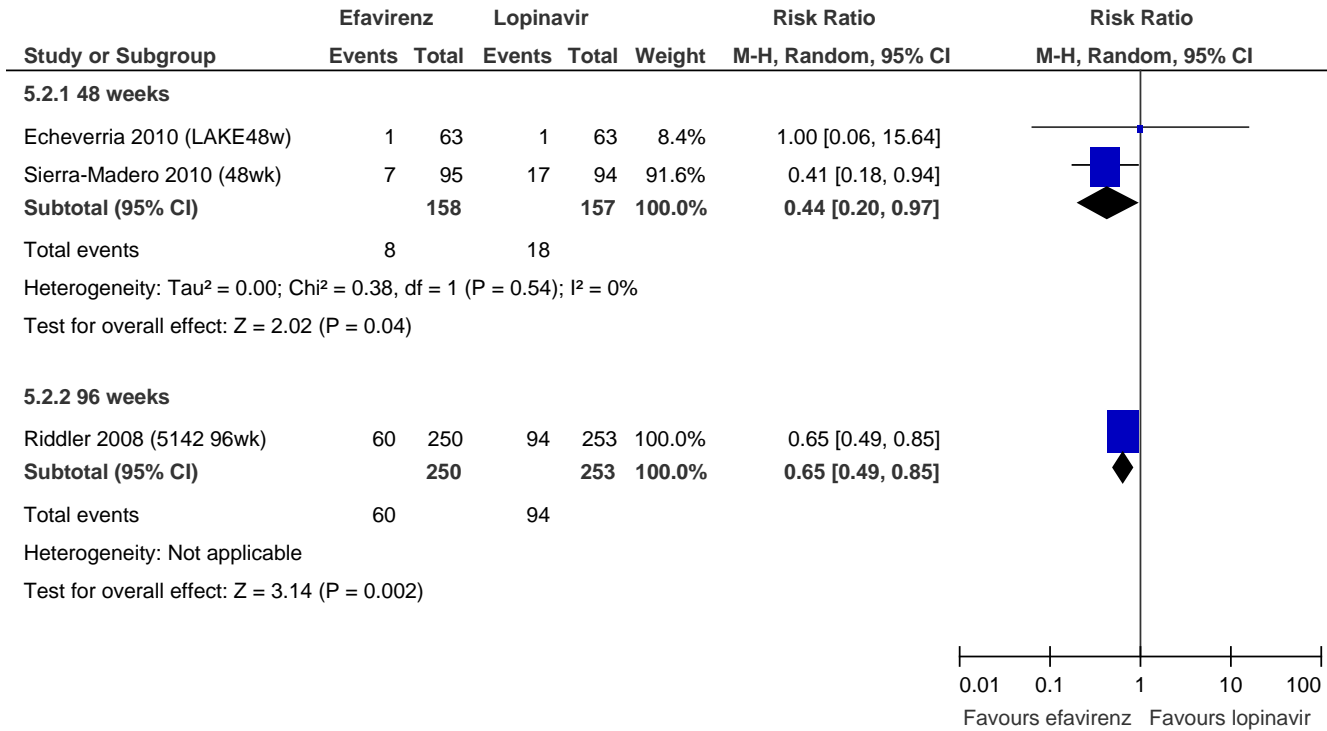 Efavirenz Lopinavir Risk Ratio Risk Ratio
Study or Subgroup Events Total Events Total Weight M-H, Random, 95% CI M-H, Random, 95% CI
5.2.1 48 weeks
Echeverria 2010 (LAKE48w) 1 63 1 63 8.4% 1.00 [0.06, 15.64]
Sierra-Madero 2010 (48wk) 7 95 17 94 91.6% 0.41 [0.18, 0.94]
Subtotal (95% CI) 158 157 100.0% 0.44 [0.20, 0.97]
Total events 8 18
Heterogeneity: Tau² = 0.00; Chi² = 0.38, df = 1 (P = 0.54); I² = 0%
Test for overall effect: Z = 2.02 (P = 0.04)
5.2.2 96 weeks
Riddler 2008 (5142 96wk) 60 250 94 253 100.0% 0.65 [0.49, 0.85]
Subtotal (95% CI) 250 253 100.0% 0.65 [0.49, 0.85]
Total events 60 94
Heterogeneity: Not applicable
Test for overall effect: Z = 3.14 (P = 0.002)
0.01 0.1 1 10 100
Favours efavirenz Favours lopinavir